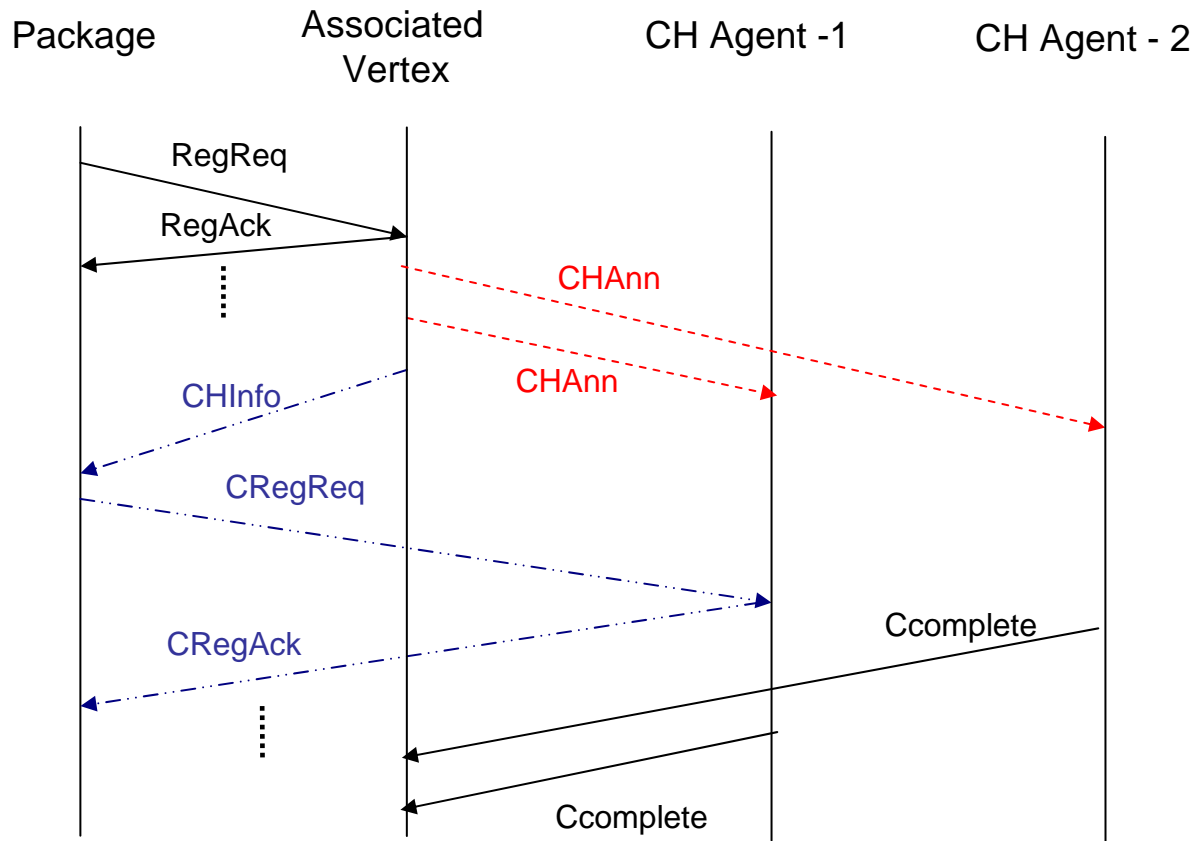 Package
Associated
Vertex
CH Agent -1
CH Agent - 2
RegReq
RegAck
CHAnn
CHAnn
CHInfo
CRegReq
CRegAck
Ccomplete
Ccomplete